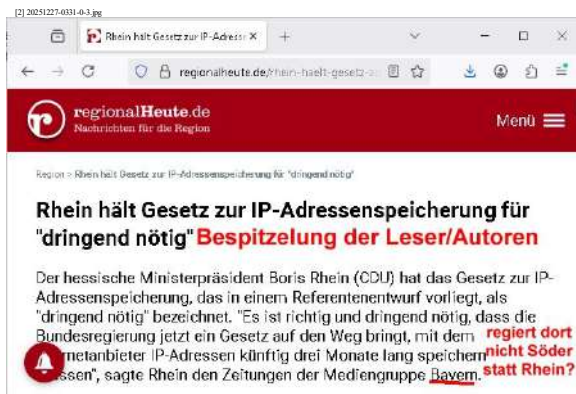 [2] 20251227-0331-0-3.jpg
Rhein hält Gesetz zur IP-Adress
regionalheute.de/rhein-haelt-gesetz-z
regionalHeute.de
Nachrichten für die Region
Menü
Region > Rhein hält Gesetz zur IP-Adressenspeicherung für "dringend nötig"
Rhein hält Gesetz zur IP-Adressenspeicherung für
"dringend nötig" Bespitzelung der Leser/Autoren
Der hessische Ministerpräsident Boris Rhein (CDU) hat das Gesetz zur IP-
Adressenspeicherung, das in einem Referentenentwurf vorliegt, als
"dringend nötig" bezeichnet. "Es ist richtig und dringend nötig, dass die
Bundesregierung jetzt ein Gesetz auf den Weg bringt, mit dem regiert dort
rnetanbieter IP-Adressen künftig drei Monate lang speichern nicht Söder
ssen", sagte Rhein den Zeitungen der Mediengruppe Bayern. statt Rhein?